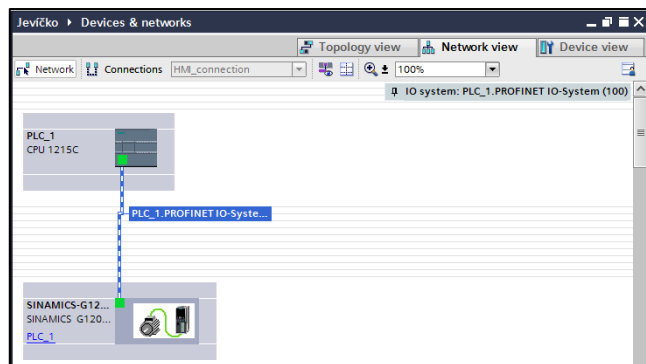 Jevíčko ▸ Devices & networks
Topology view Network view Device view
Network Connections HMI_connection 100%
IO system: PLC_1.PROFINET IO-System (100)
PLC_1
CPU 1215C
PLC_1.PROFINET IO-Syste...
SINAMICS-G12...
SINAMICS G120...
PLC_1